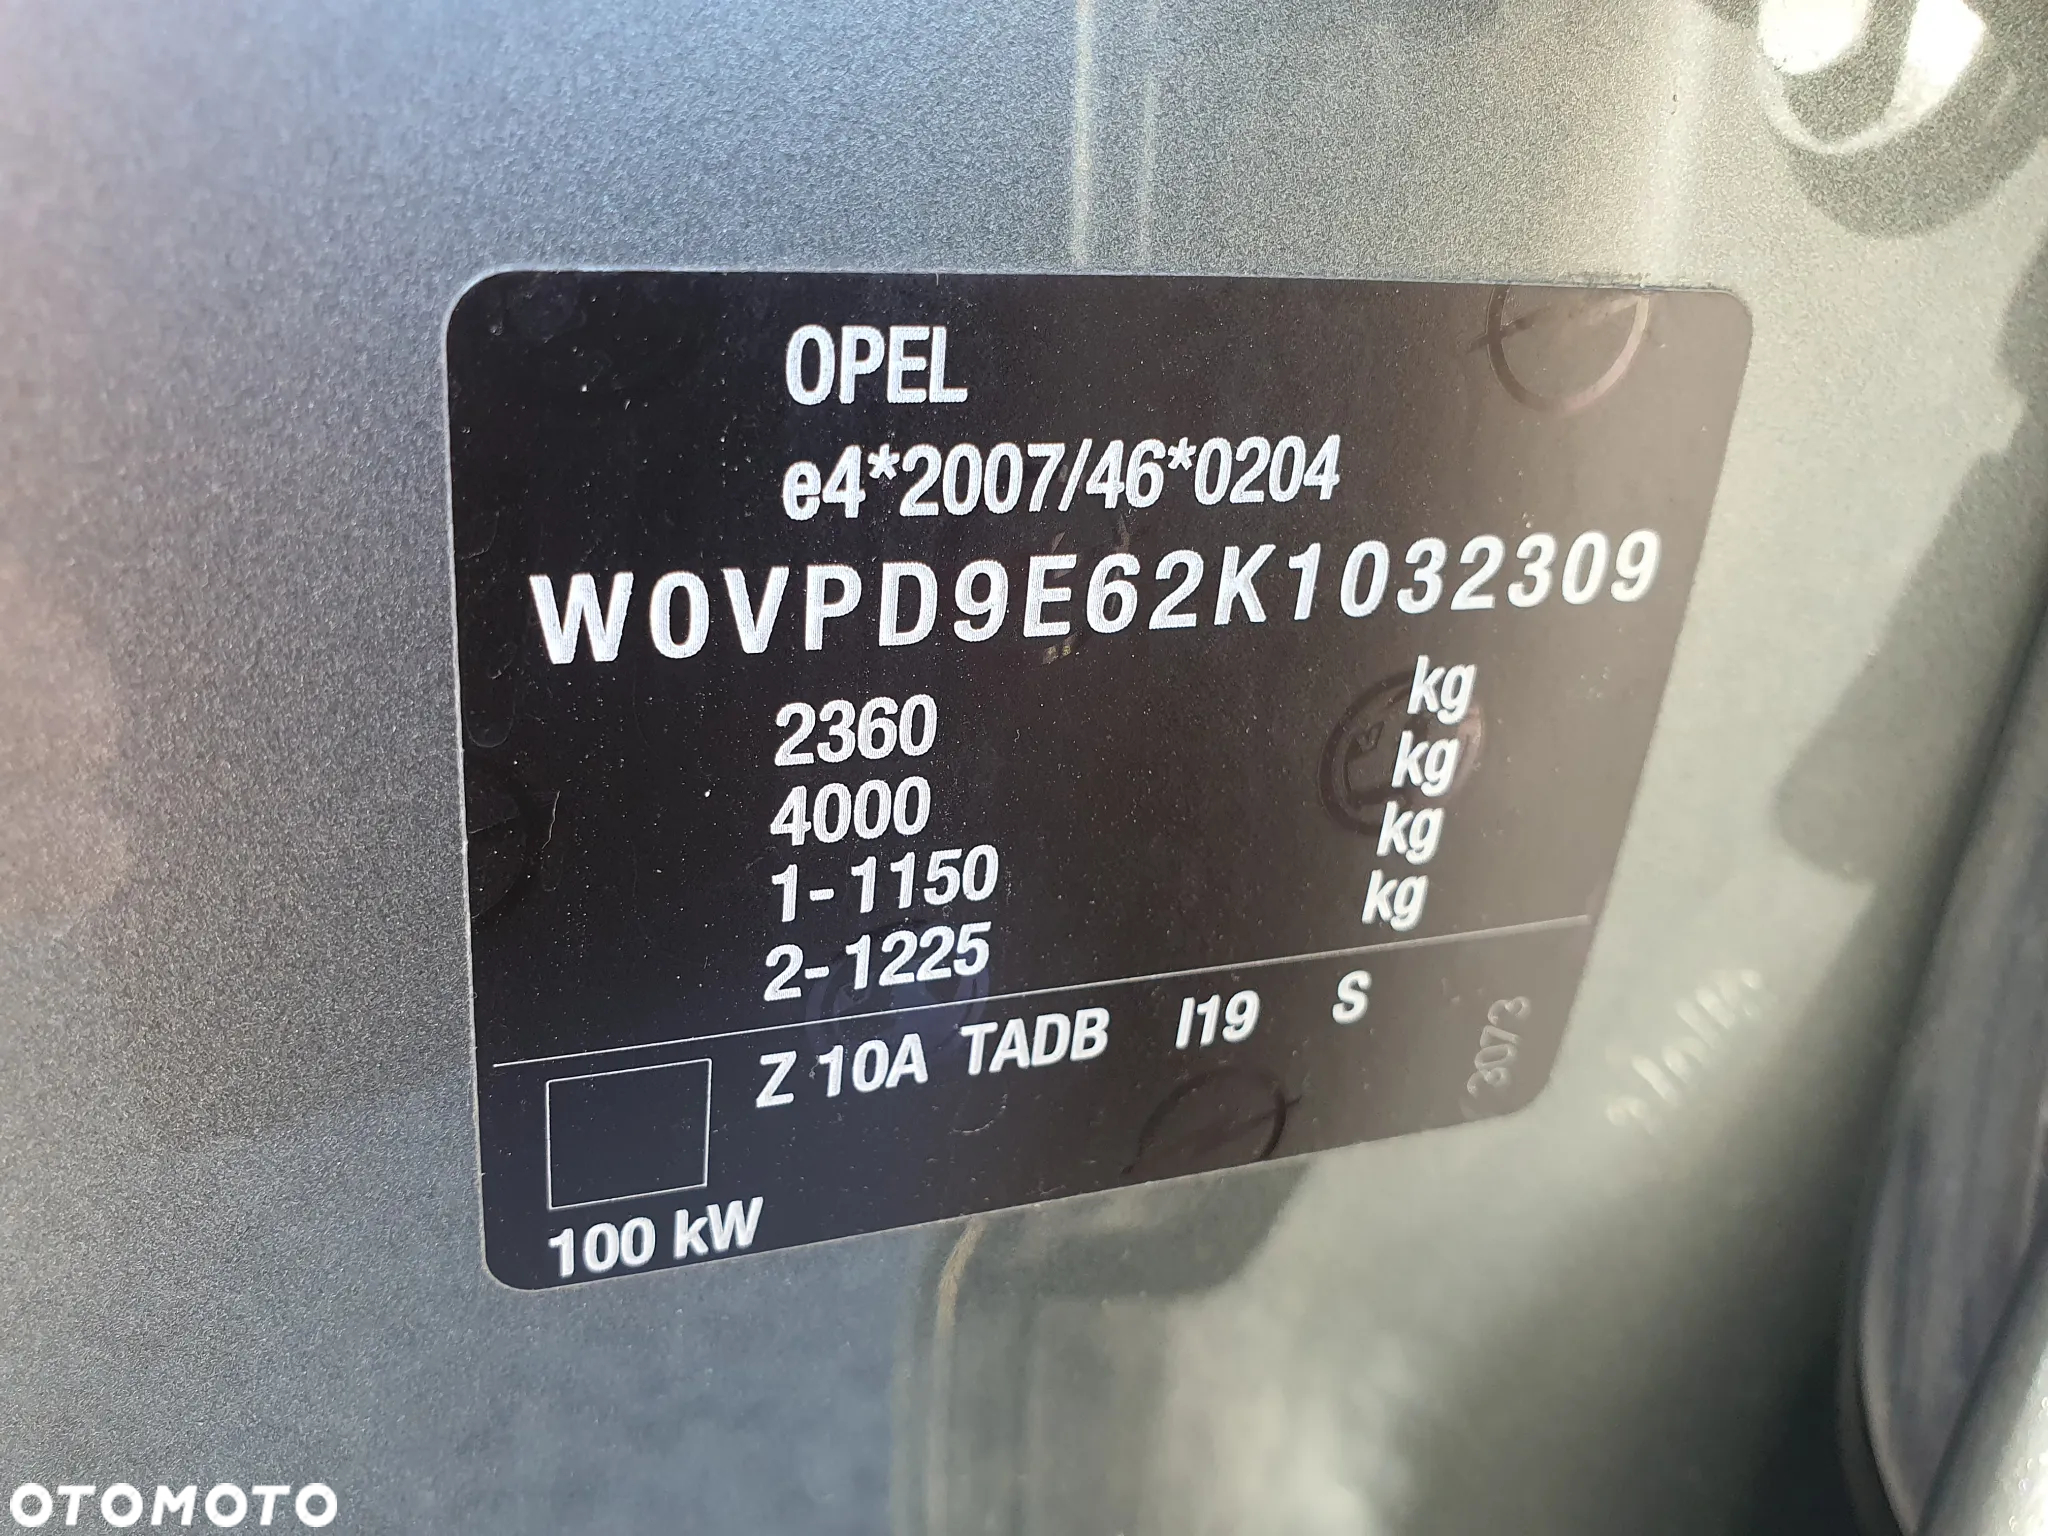 OPEL
e4*2007/46*0204
W0VPD9E62K1032309
2360 kg
4000 kg
1-1150 kg
2-1225 kg
Z 10A TADB I19 S
3073
100 kW
OTOMOTO